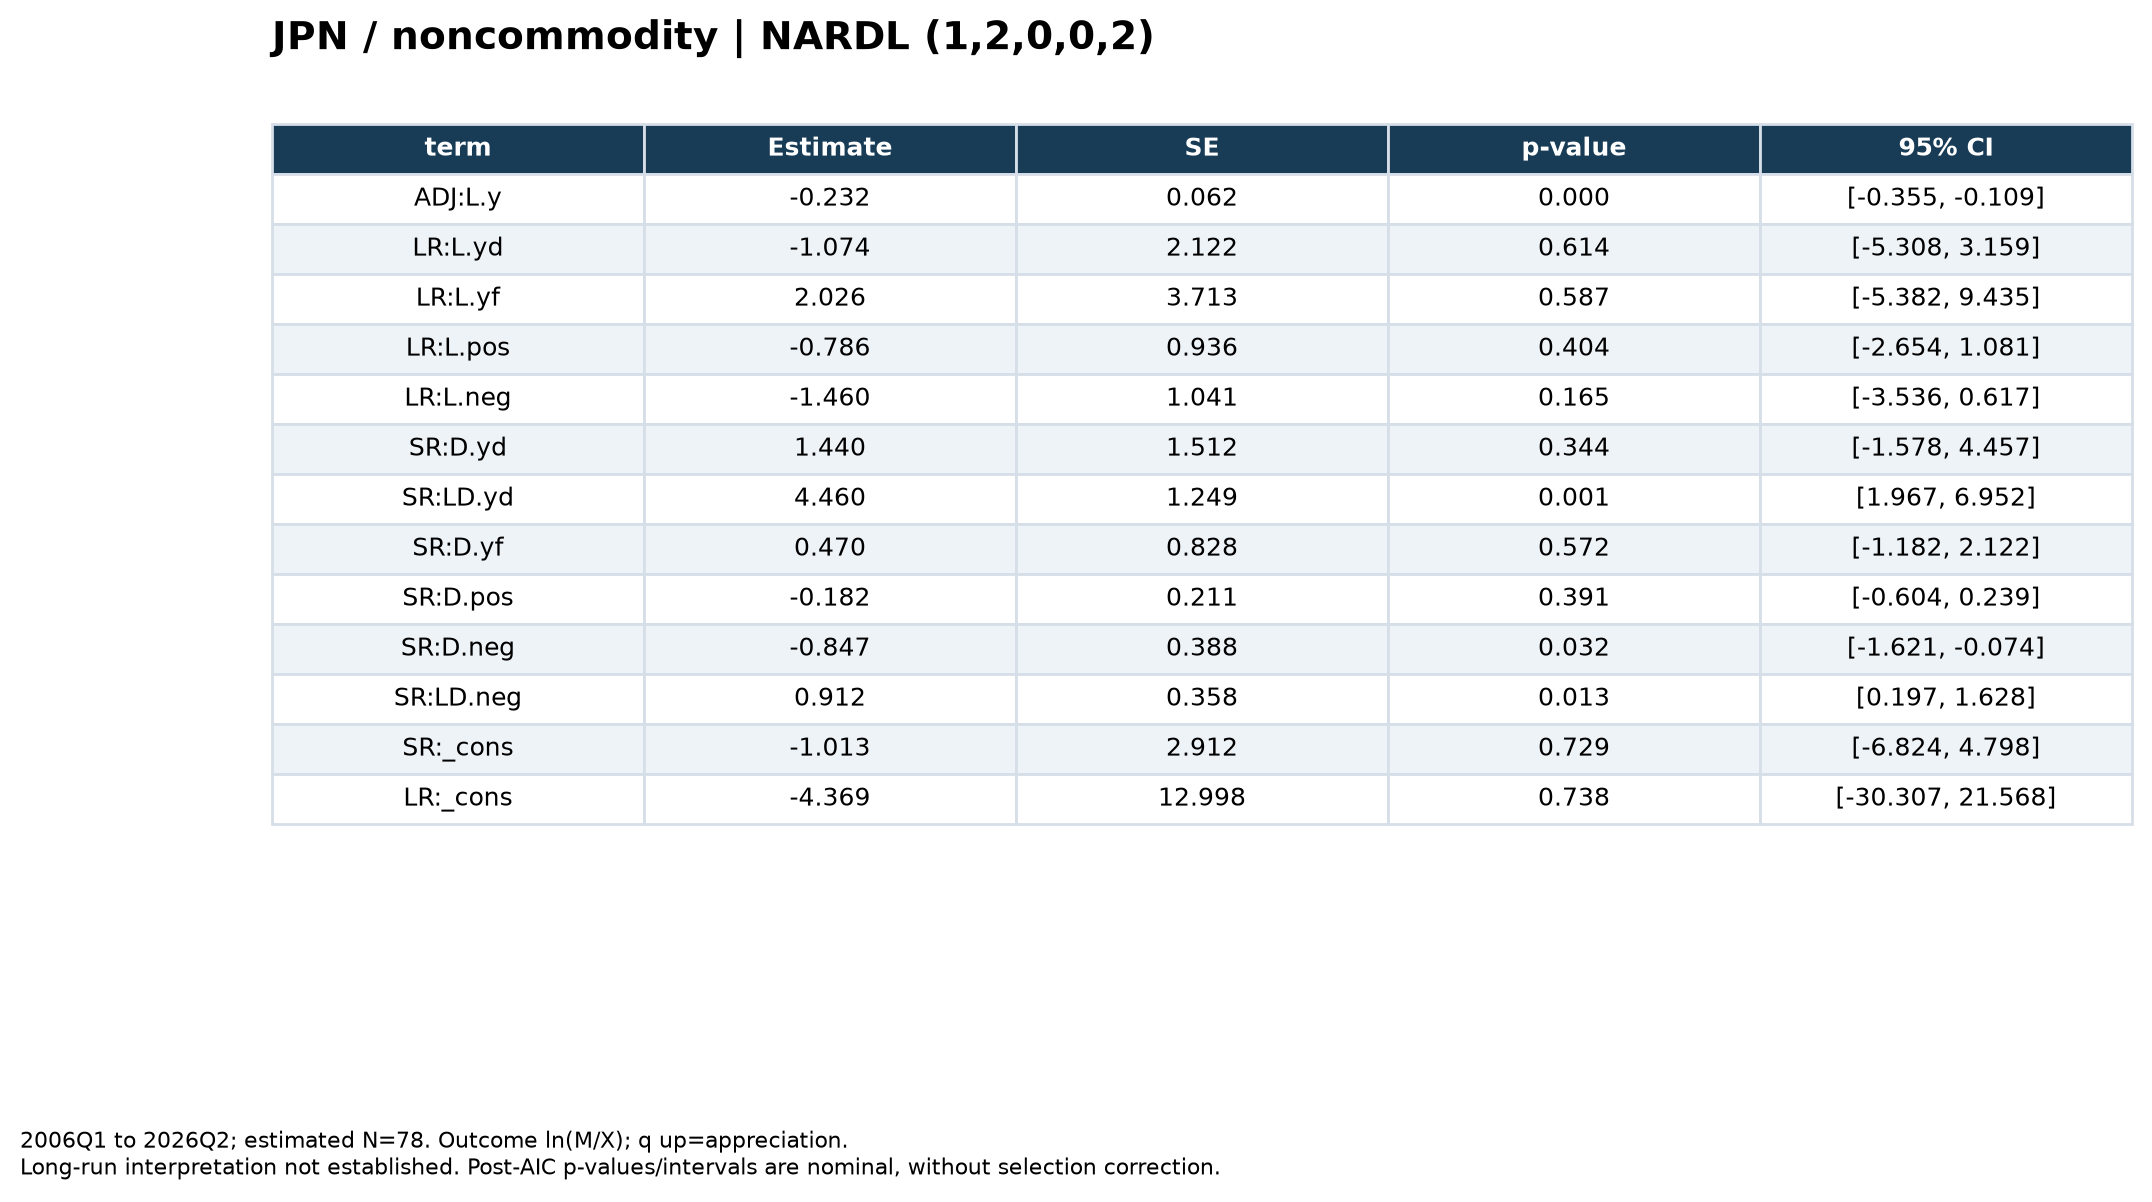 JPN / noncommodity | NARDL (1,2,0,0,2)
term Estimate SE p-value 95% CI
ADJ:L.y -0.232 0.062 0.000 [-0.355, -0.109]
LR:L.yd -1.074 2.122 0.614 [-5.308, 3.159]
LR:L.yf 2.026 3.713 0.587 [-5.382, 9.435]
LR:L.pos -0.786 0.936 0.404 [-2.654, 1.081]
LR:L.neg -1.460 1.041 0.165 [-3.536, 0.617]
SR:D.yd 1.440 1.512 0.344 [-1.578, 4.457]
SR:LD.yd 4.460 1.249 0.001 [1.967, 6.952]
SR:D.yf 0.470 0.828 0.572 [-1.182, 2.122]
SR:D.pos -0.182 0.211 0.391 [-0.604, 0.239]
SR:D.neg -0.847 0.388 0.032 [-1.621, -0.074]
SR:LD.neg 0.912 0.358 0.013 [0.197, 1.628]
SR:_cons -1.013 2.912 0.729 [-6.824, 4.798]
LR:_cons -4.369 12.998 0.738 [-30.307, 21.568]
2006Q1 to 2026Q2; estimated N=78. Outcome ln(M/X); q up=appreciation.
Long-run interpretation not established. Post-AIC p-values/intervals are nominal, without selection correction.